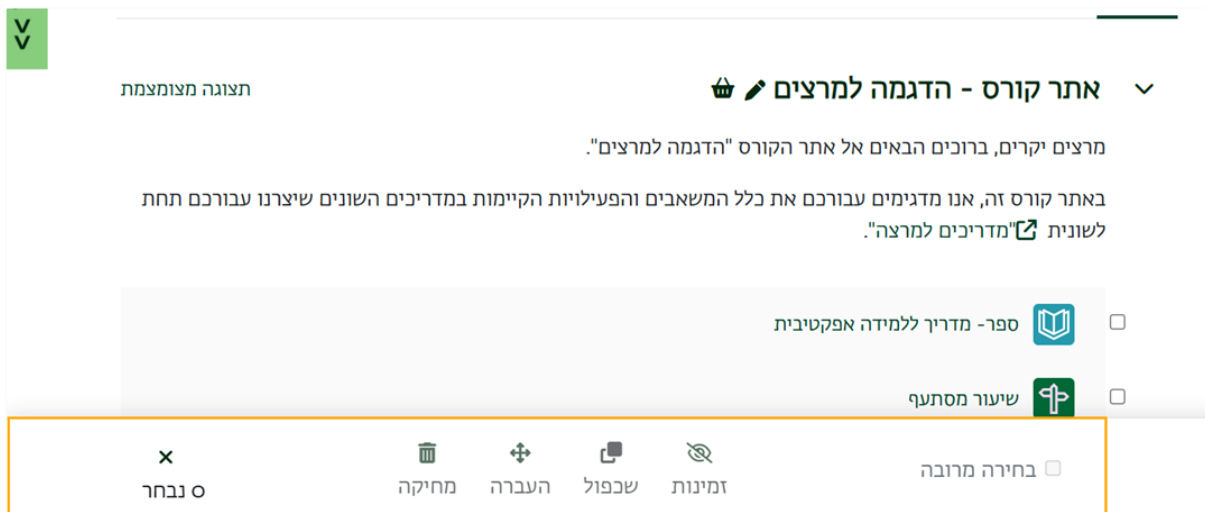 אתר קורס - הדגמה למרצים
תצוגה מצומצמת
מרצים יקרים, ברוכים הבאים אל אתר הקורס "הדגמה למרצים".
באתר קורס זה, אנו מדגימים עבורכם את כלל המשאבים והפעילויות הקיימות במדריכים השונים שיצרנו עבורכם תחת
לשונית "מדריכים למרצה".
ספר- מדריך ללמידה אפקטיבית
שיעור מסתעף
בחירה מרובה
זמינות
שכפול
העברה
מחיקה
0 נבחר